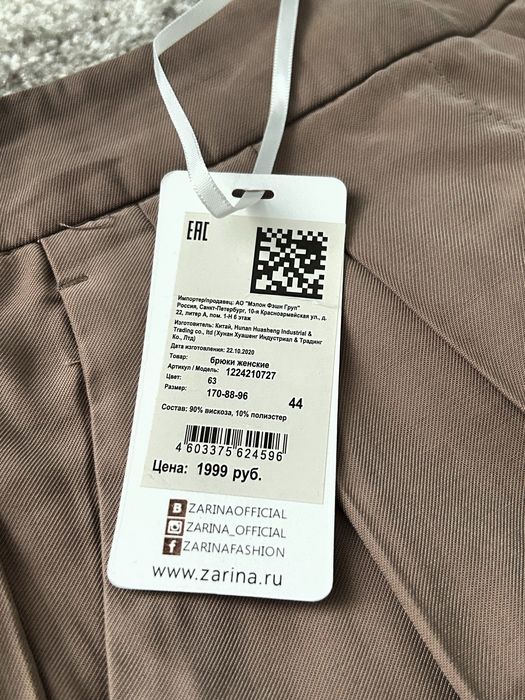 EAC
Импортер/продавец: АО "Мэлон Фэшн Груп"
Россия, Санкт-Петербург, 10-я Красноармейская ул., д.
22, литер А, пом. 1-Н 6 этаж
Изготовитель: Китай, Hunan Huasheng Industrial &
Trading co., ltd (Хунан Хуашенг Индустриал & Традинг
Ко., Лтд)
Дата изготовления: 22.10.2020
Товар: брюки женские
Артикул / Модель: 1224210727
Цвет: 63
Размер: 170-88-96 44
Состав: 90% вискоза, 10% полиэстер
4 603375 624596
Цена: 1999 руб.
B ZARINAOFFICIAL
ZARINA_OFFICIAL
f ZARINAFASHION
www.zarina.ru